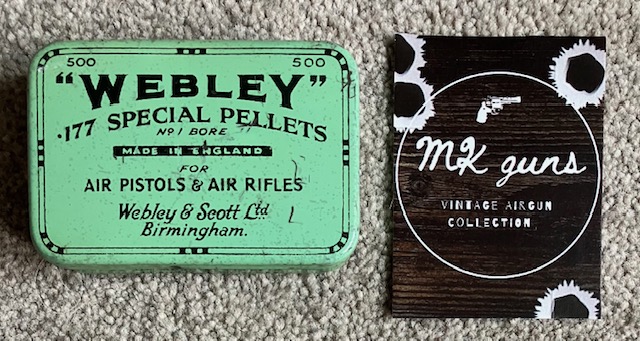 500 500
"WEBLEY"
.177 SPECIAL PELLETS
No 1 BORE
MADE IN ENGLAND
FOR
AIR PISTOLS & AIR RIFLES
Webley & Scott Ltd
Birmingham.
MK guns
VINTAGE AIRGUN
COLLECTION